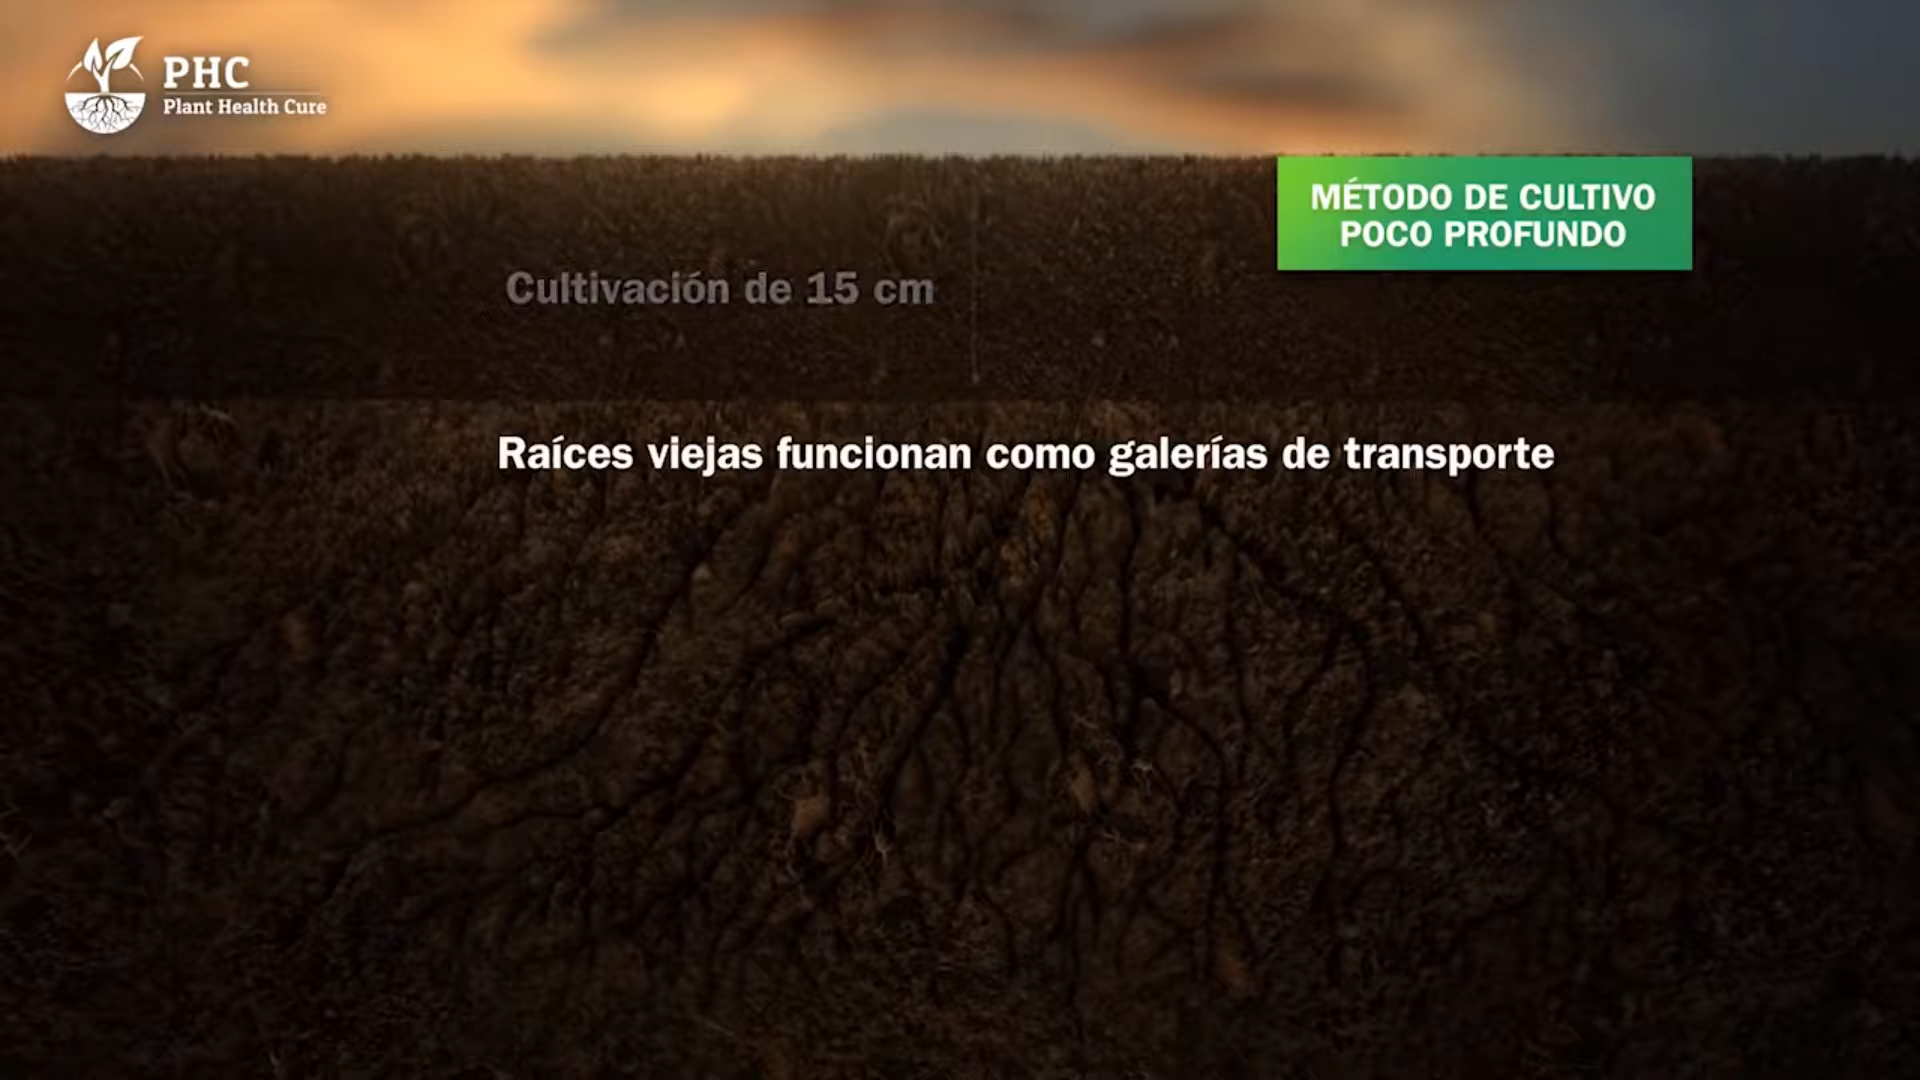 PHC
Plant Health Cure
MÉTODO DE CULTIVO
POCO PROFUNDO
Cultivación de 15 cm
Raíces viejas funcionan como galerías de transporte